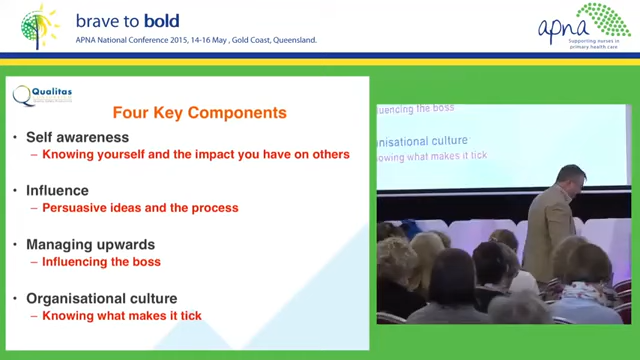 brave to bold
APNA National Conference 2015, 14-16 May, Gold Coast, Queensland.
apna
Supporting nurses in
primary health care
Qualitas
Four Key Components
• Self awareness
– Knowing yourself and the impact you have on others
• Influence
– Persuasive ideas and the process
• Managing upwards
– Influencing the boss
• Organisational culture
– Knowing what makes it tick
uencing the boss
nisational culture
nowing what makes it tick